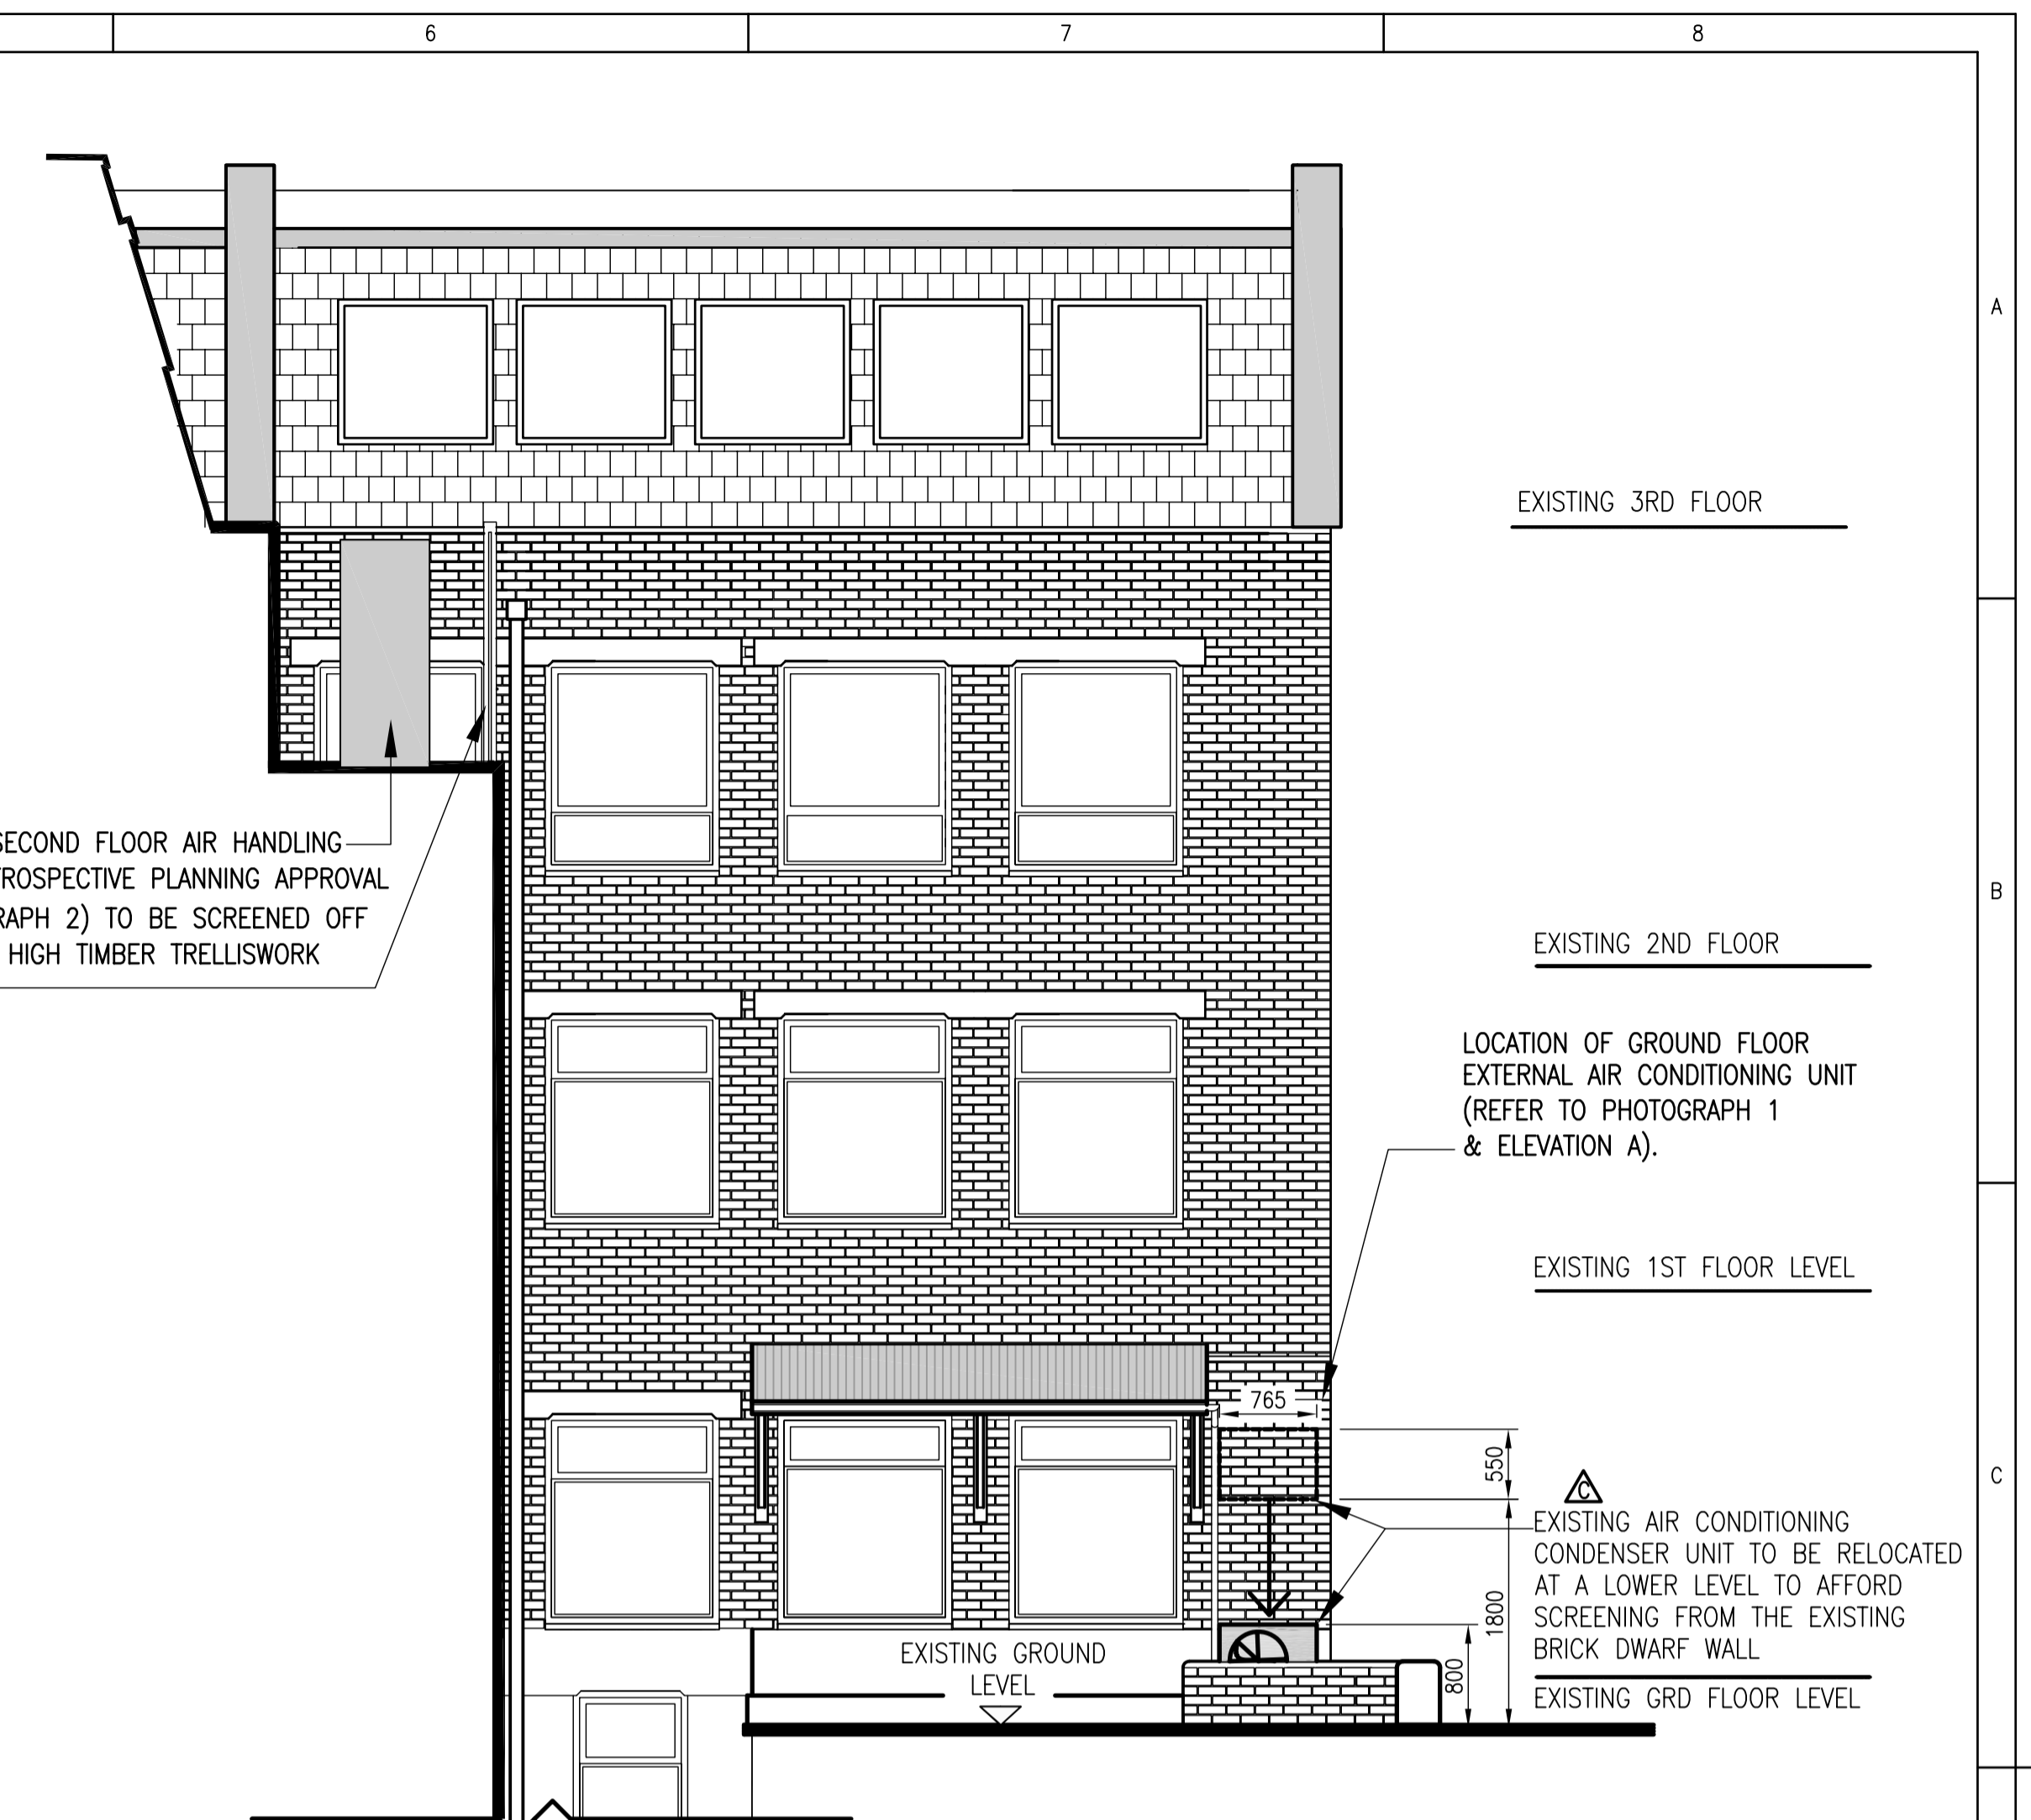 6
7
8
A
EXISTING 3RD FLOOR
SECOND FLOOR AIR HANDLING
PLANNING APPROVAL
2) TO BE SCREENED OFF
HIGH TIMBER TRELLISWORK
B
EXISTING 2ND FLOOR
LOCATION OF GROUND FLOOR
EXTERNAL AIR CONDITIONING UNIT
(REFER TO PHOTOGRAPH 1
& ELEVATION A).
EXISTING 1ST FLOOR LEVEL
765
550
C
C
EXISTING AIR CONDITIONING
CONDENSER UNIT TO BE RELOCATED
AT A LOWER LEVEL TO AFFORD
SCREENING FROM THE EXISTING
BRICK DWARF WALL
1800
800
EXISTING GROUND
LEVEL
EXISTING GRD FLOOR LEVEL